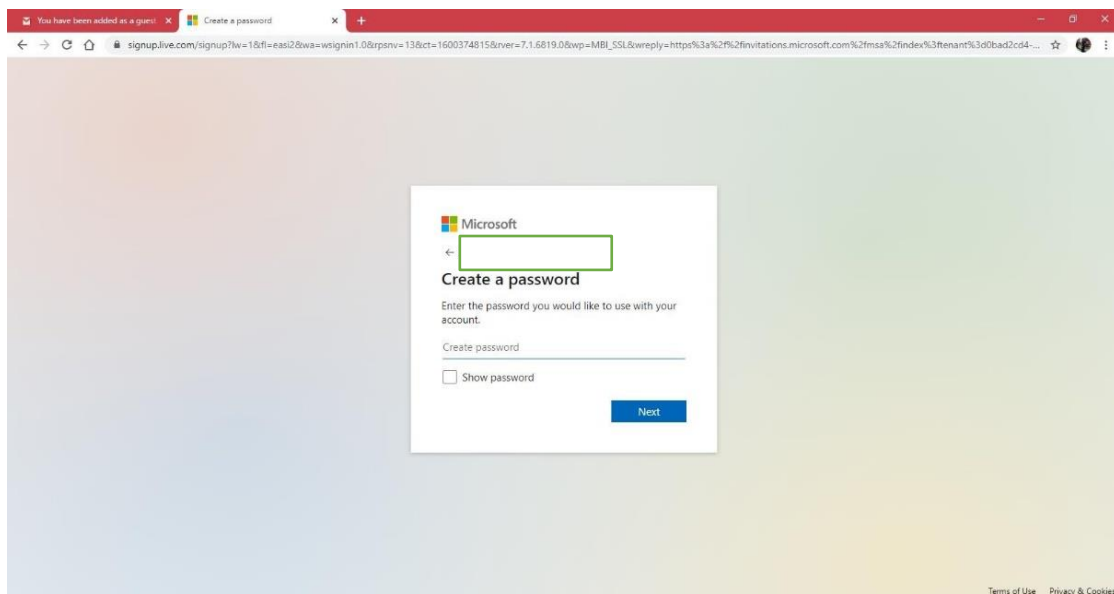 You have been added as a guest
Create a password
signup.live.com/signup?lw=1&fl=easi2&wa=wsignin1.0&rpsnv=13&ct=1600374815&rver=7.1.6819.0&wp=MBI_SSL&wreply=https%3a%2f%2finvitations.microsoft.com%2fmsa%2findex%3ftenant%3d0bad2cd4-...
Microsoft
Create a password
Enter the password you would like to use with your
account.
Create password
Show password
Next
Terms of Use Privacy & Cookies